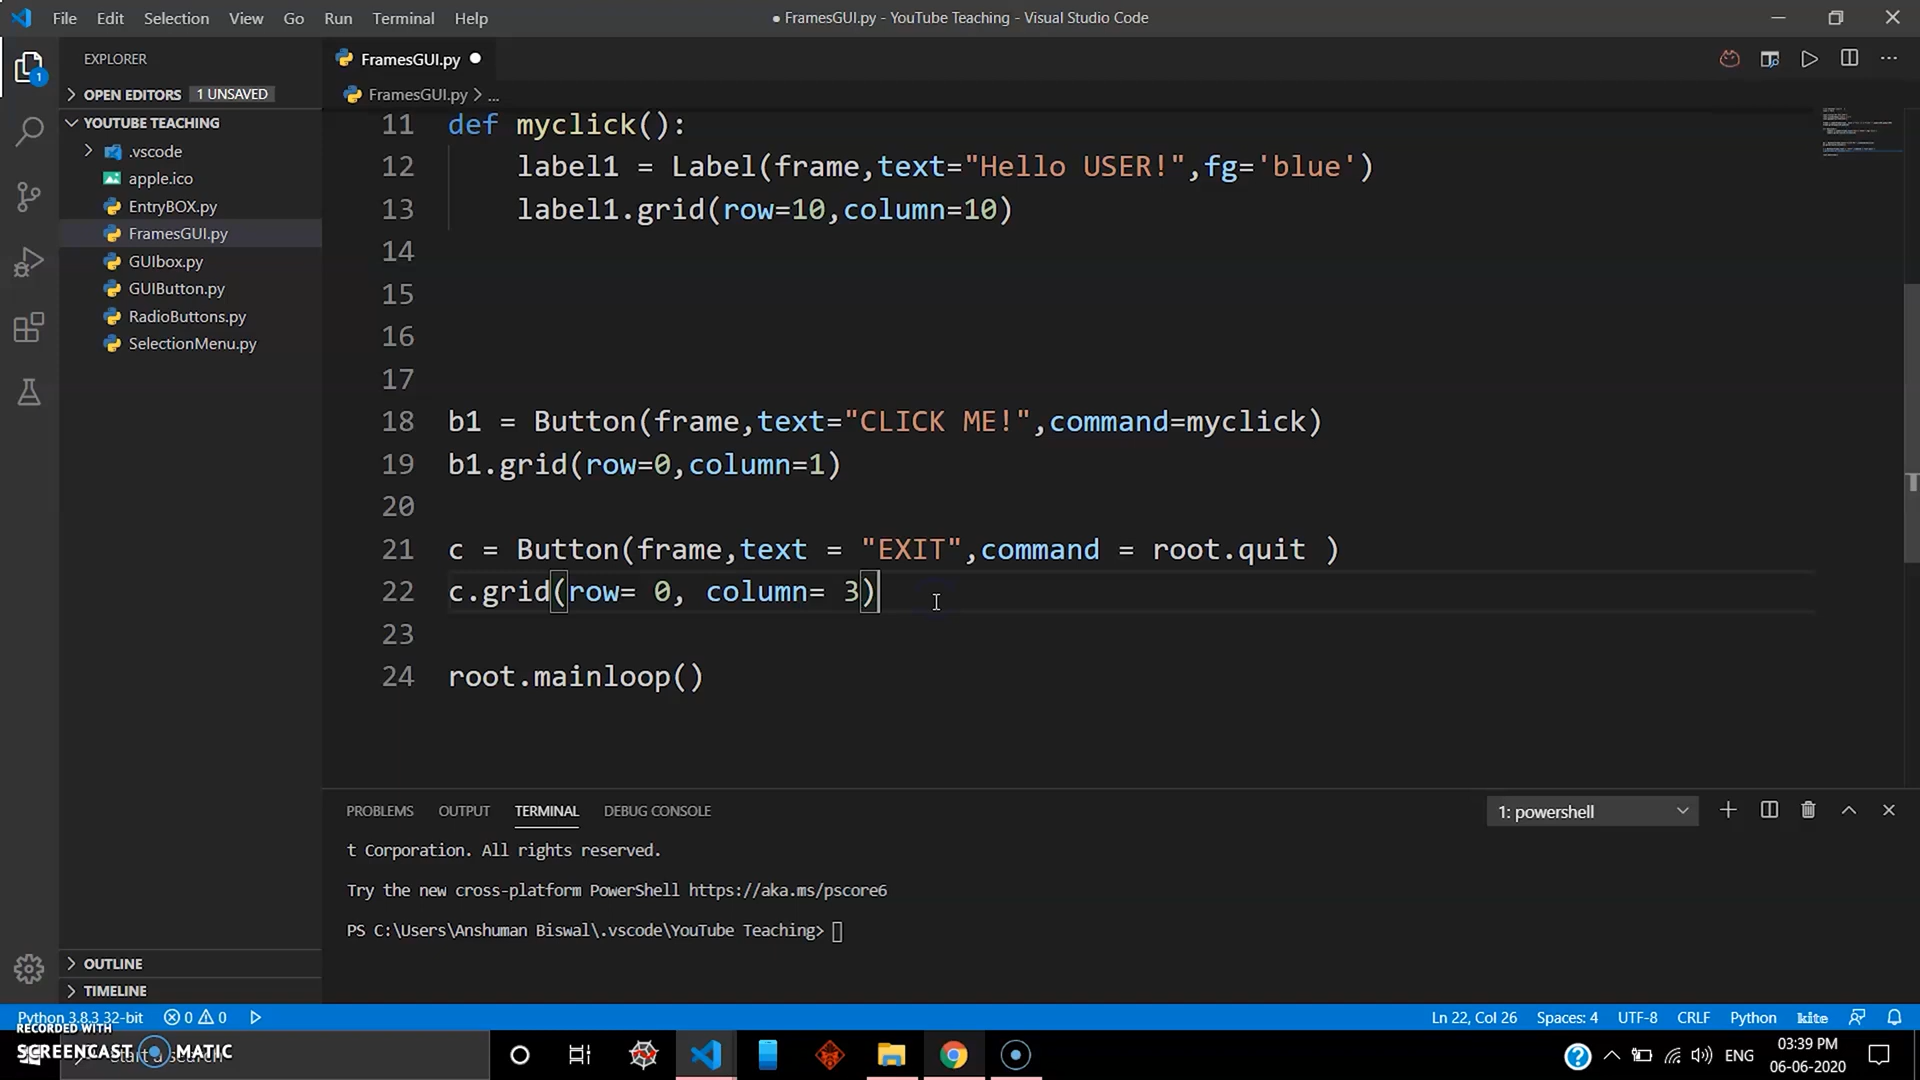 File Edit Selection View Go Run Terminal Help
● FramesGUI.py - YouTube Teaching - Visual Studio Code
EXPLORER
FramesGUI.py
OPEN EDITORS 1 UNSAVED
FramesGUI.py > ...
YOUTUBE TEACHING
.vscode
apple.ico
EntryBOX.py
FramesGUI.py
GUIbox.py
GUIButton.py
RadioButtons.py
SelectionMenu.py
1
11 def myclick():
12 label1 = Label(frame,text="Hello USER!",fg='blue')
13 label1.grid(row=10,column=10)
14
15
16
17
18 b1 = Button(frame,text="CLICK ME!",command=myclick)
19 b1.grid(row=0,column=1)
20
21 c = Button(frame,text = "EXIT",command = root.quit )
22 c.grid(row= 0, column= 3)
23
24 root.mainloop()
PROBLEMS OUTPUT TERMINAL DEBUG CONSOLE
1: powershell
t Corporation. All rights reserved.
Try the new cross-platform PowerShell https://aka.ms/pscore6
PS C:\Users\Anshuman Biswal\.vscode\YouTube Teaching>
OUTLINE
TIMELINE
Python 3.8.3 32-bit 0 0
Ln 22, Col 26 Spaces: 4 UTF-8 CRLF Python kite
RECORDED WITH
SCREENCAST MATIC
ENG
03:39 PM
06-06-2020